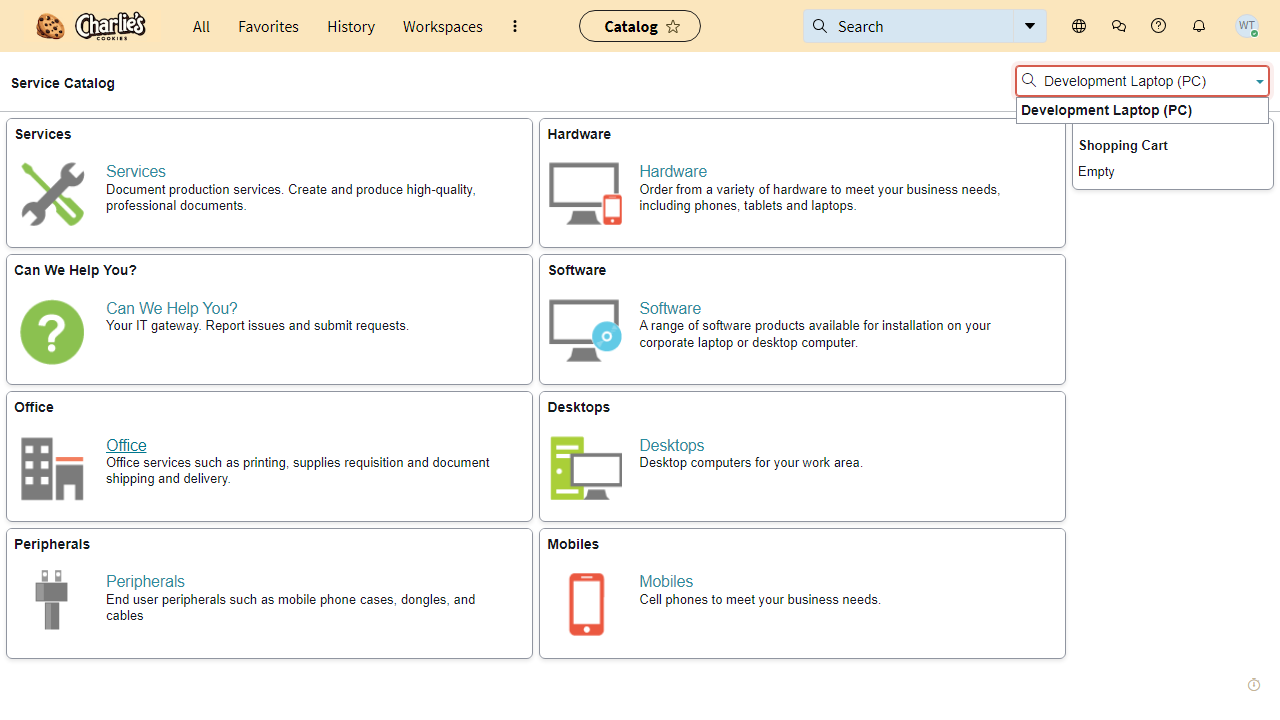 Charlie's
COOKIES
All
Favorites
History
Workspaces
Catalog
Search
WT
Service Catalog
Development Laptop (PC)
Development Laptop (PC)
Services
Services
Document production services. Create and produce high-quality,
professional documents.
Hardware
Hardware
Order from a variety of hardware to meet your business needs,
including phones, tablets and laptops.
Shopping Cart
Empty
Can We Help You?
Can We Help You?
Your IT gateway. Report issues and submit requests.
Software
Software
A range of software products available for installation on your
corporate laptop or desktop computer.
Office
Office
Office services such as printing, supplies requisition and document
shipping and delivery.
Desktops
Desktops
Desktop computers for your work area.
Peripherals
Peripherals
End user peripherals such as mobile phone cases, dongles, and
cables
Mobiles
Mobiles
Cell phones to meet your business needs.